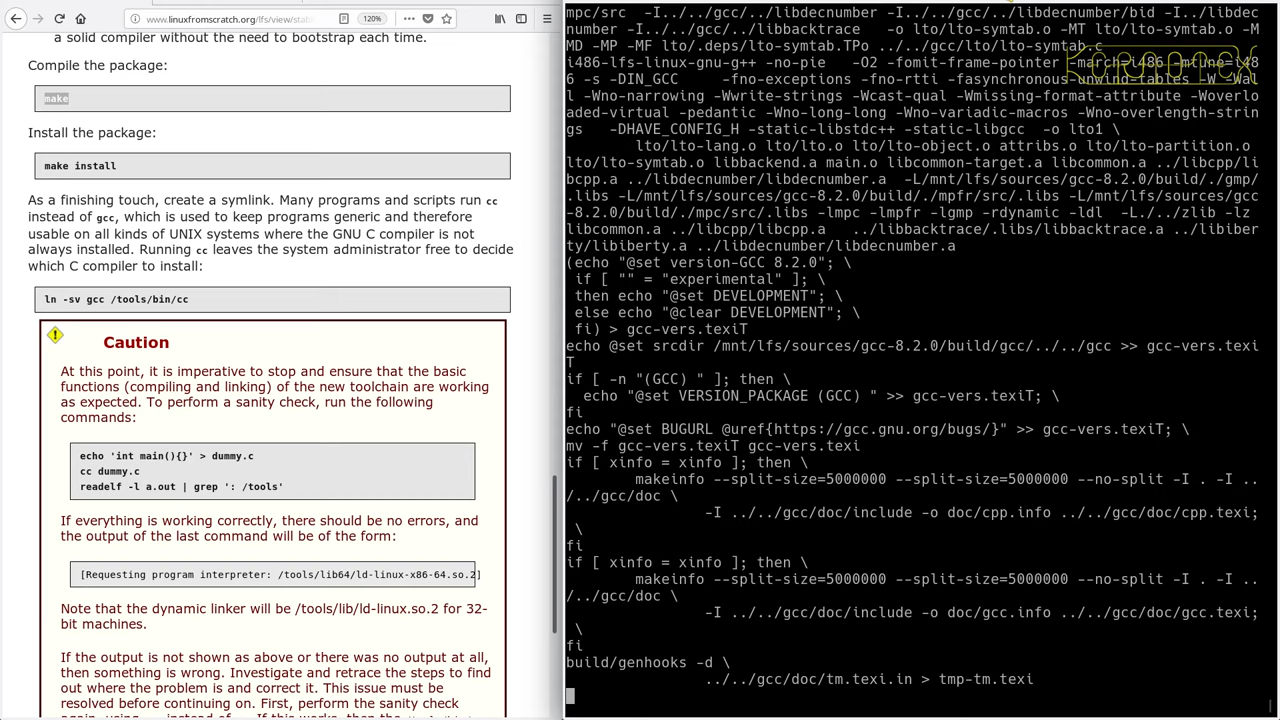 www.linuxfromscratch.org/lfs/view/stab
120%
a solid compiler without the need to bootstrap each time.
Compile the package:
make
Install the package:
make install
As a finishing touch, create a symlink. Many programs and scripts run cc
instead of gcc, which is used to keep programs generic and therefore
usable on all kinds of UNIX systems where the GNU C compiler is not
always installed. Running cc leaves the system administrator free to decide
which C compiler to install:
ln -sv gcc /tools/bin/cc
Caution
At this point, it is imperative to stop and ensure that the basic
functions (compiling and linking) of the new toolchain are working
as expected. To perform a sanity check, run the following
commands:
echo 'int main(){}' > dummy.c
cc dummy.c
readelf -l a.out | grep ': /tools'
If everything is working correctly, there should be no errors, and
the output of the last command will be of the form:
[Requesting program interpreter: /tools/lib64/ld-linux-x86-64.so.2]
Note that the dynamic linker will be /tools/lib/ld-linux.so.2 for 32-
bit machines.
If the output is not shown as above or there was no output at all,
then something is wrong. Investigate and retrace the steps to find
out where the problem is and correct it. This issue must be
resolved before continuing on. First, perform the sanity check
mpc/src -I../../gcc/../libdecnumber -I../../gcc/../libdecnumber/bid -I../libdec
number -I../../gcc/../libbacktrace -o lto/lto-symtab.o -MT lto/lto-symtab.o -M
MD -MP -MF lto/.deps/lto-symtab.TPo ../../gcc/lto/lto-symtab.c
i486-lfs-linux-gnu-g++ -no-pie -O2 -fomit-frame-pointer -march=i486 -mtune=i48
6 -s -DIN_GCC -fno-exceptions -fno-rtti -fasynchronous-unwind-tables -W -Wal
l -Wno-narrowing -Wwrite-strings -Wcast-qual -Wmissing-format-attribute -Woverlo
aded-virtual -pedantic -Wno-long-long -Wno-variadic-macros -Wno-overlength-strin
gs -DHAVE_CONFIG_H -static-libstdc++ -static-libgcc -o lto1 \
lto/lto-lang.o lto/lto.o lto/lto-object.o attribs.o lto/lto-partition.o
lto/lto-symtab.o libbackend.a main.o libcommon-target.a libcommon.a ../libcpp/li
bcpp.a ../libdecnumber/libdecnumber.a -L/mnt/lfs/sources/gcc-8.2.0/build/./gmp/
.libs -L/mnt/lfs/sources/gcc-8.2.0/build/./mpfr/src/.libs -L/mnt/lfs/sources/gcc
-8.2.0/build/./mpc/src/.libs -lmpc -lmpfr -lgmp -rdynamic -ldl -L./../zlib -lz
libcommon.a ../libcpp/libcpp.a ../libbacktrace/.libs/libbacktrace.a ../libiber
ty/libiberty.a ../libdecnumber/libdecnumber.a
(echo "@set version-GCC 8.2.0"; \
if [ "" = "experimental" ]; \
then echo "@set DEVELOPMENT"; \
else echo "@clear DEVELOPMENT"; \
fi) > gcc-vers.texiT
echo @set srcdir /mnt/lfs/sources/gcc-8.2.0/build/gcc/../../gcc >> gcc-vers.texi
T
if [ -n "(GCC) " ]; then \
echo "@set VERSION_PACKAGE (GCC) " >> gcc-vers.texiT; \
fi
echo "@set BUGURL @uref{https://gcc.gnu.org/bugs/}" >> gcc-vers.texiT; \
mv -f gcc-vers.texiT gcc-vers.texi
if [ xinfo = xinfo ]; then \
makeinfo --split-size=5000000 --split-size=5000000 --no-split -I . -I ..
/../gcc/doc \
-I ../../gcc/doc/include -o doc/cpp.info ../../gcc/doc/cpp.texi;
\
fi
if [ xinfo = xinfo ]; then \
makeinfo --split-size=5000000 --split-size=5000000 --no-split -I . -I ..
/../gcc/doc \
-I ../../gcc/doc/include -o doc/gcc.info ../../gcc/doc/gcc.texi;
\
fi
build/genhooks -d \
../../gcc/doc/tm.texi.in > tmp-tm.texi